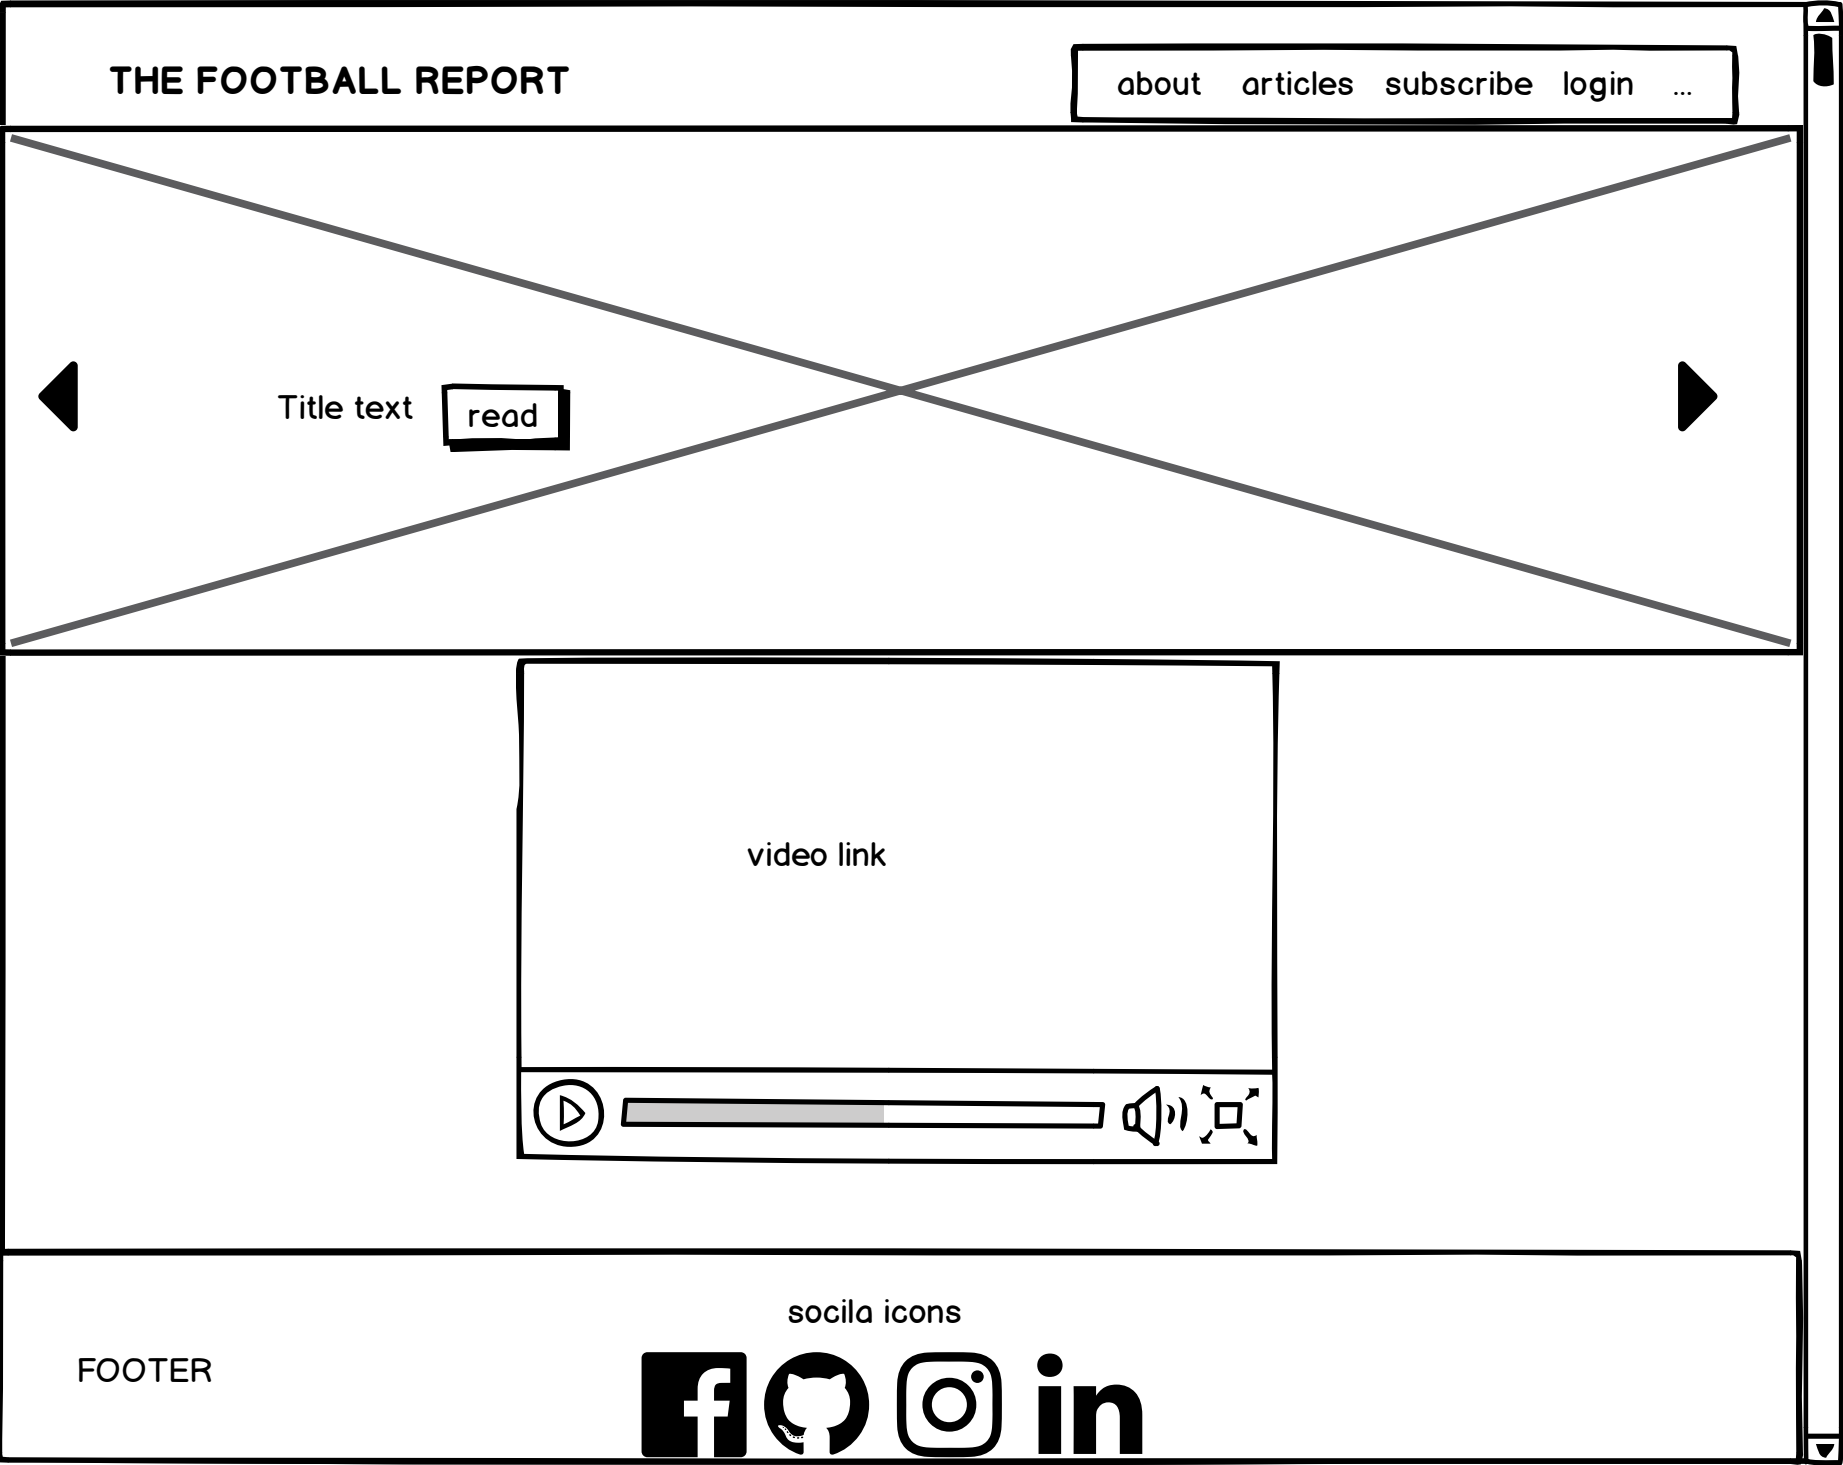 THE FOOTBALL REPORT
about articles subscribe login ...
Title text read
video link
socila icons
FOOTER